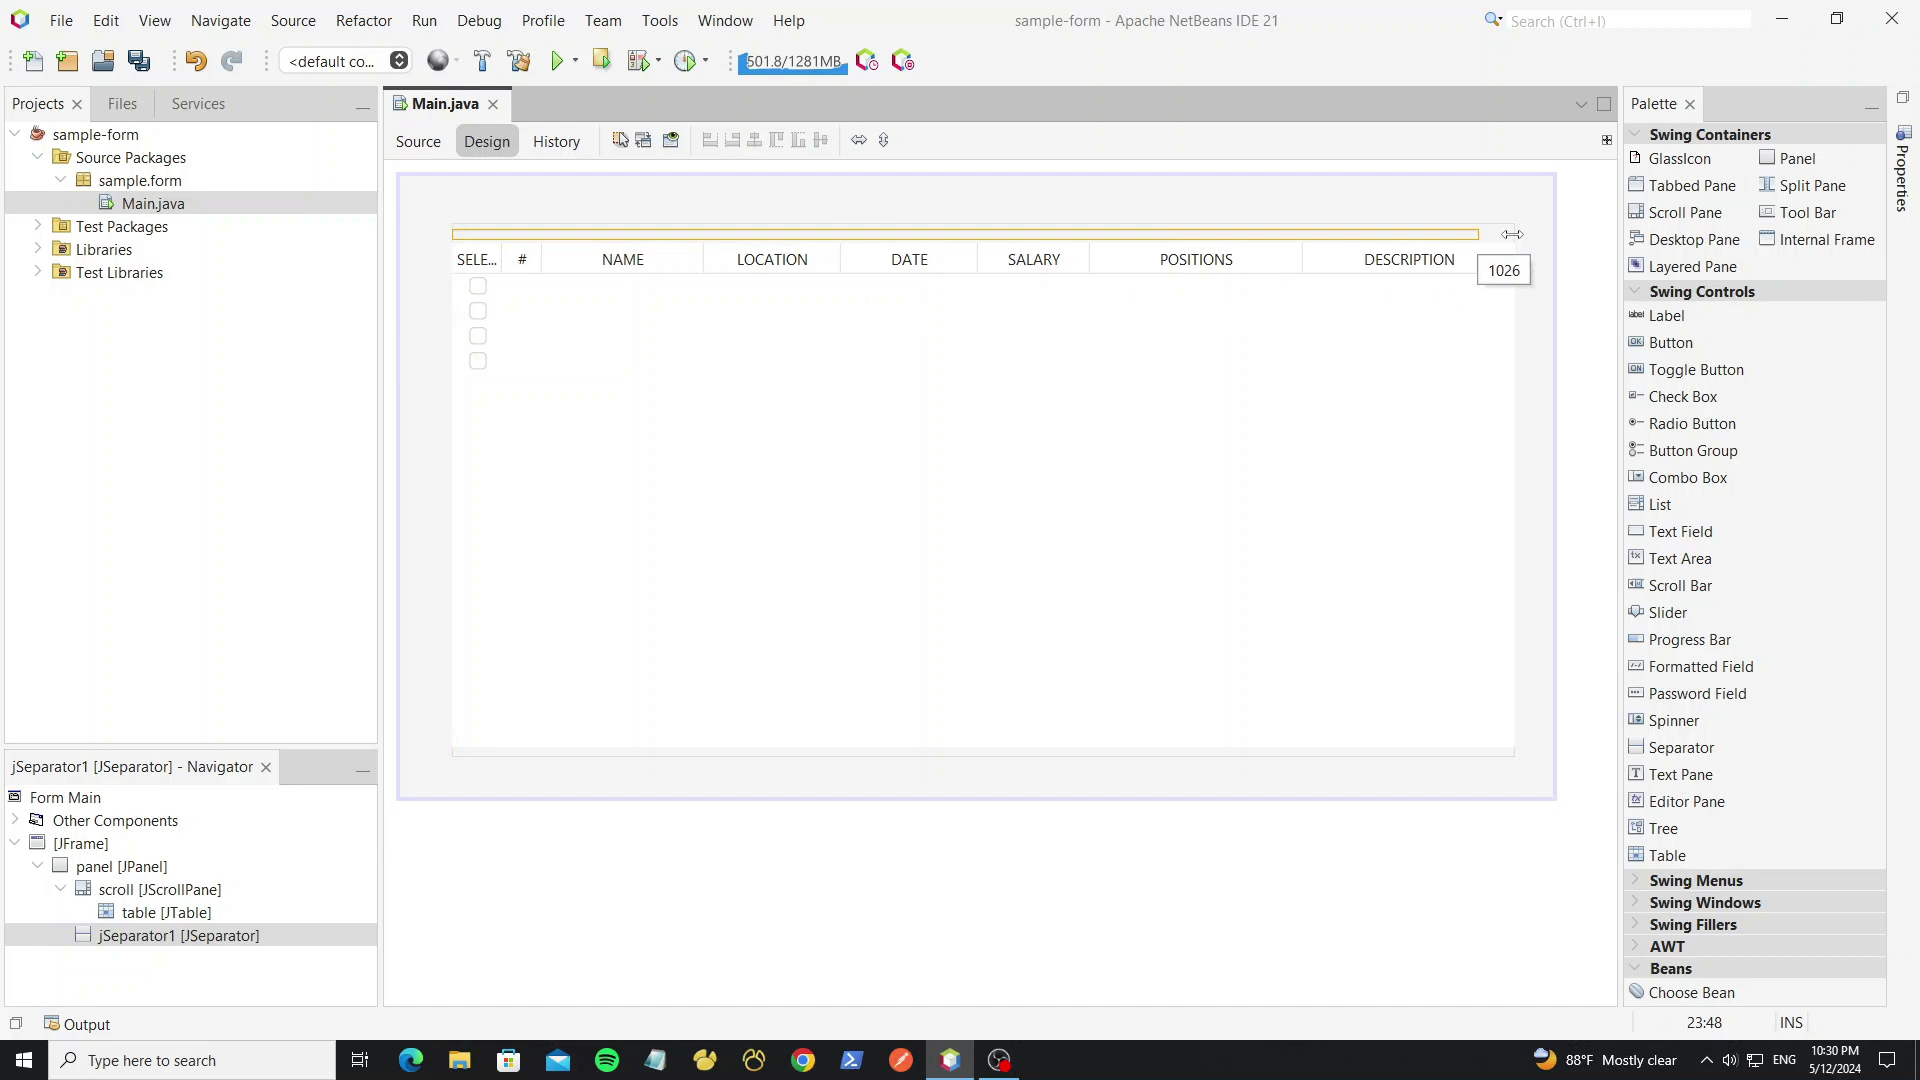 File Edit View Navigate Source Refactor Run Debug Profile Team Tools Window Help
sample-form - Apache NetBeans IDE 21
Search (Ctrl+I)
<default co...
501.8/1281MB
Projects Files Services
sample-form
Source Packages
sample.form
Main.java
Test Packages
Libraries
Test Libraries
Main.java
Source Design History
SELE... # NAME LOCATION DATE SALARY POSITIONS DESCRIPTION
1026
Palette
Swing Containers
GlassIcon Panel
Tabbed Pane Split Pane
Scroll Pane Tool Bar
Desktop Pane Internal Frame
Layered Pane
Swing Controls
Label
Button
Toggle Button
Check Box
Radio Button
Button Group
Combo Box
List
Text Field
Text Area
Scroll Bar
Slider
Progress Bar
Formatted Field
Password Field
Spinner
Separator
Text Pane
Editor Pane
Tree
Table
Swing Menus
Swing Windows
Swing Fillers
AWT
Beans
Choose Bean
Properties
jSeparator1 [JSeparator] - Navigator
Form Main
Other Components
[JFrame]
panel [JPanel]
scroll [JScrollPane]
table [JTable]
jSeparator1 [JSeparator]
Output
23:48 INS
Type here to search
88°F Mostly clear
ENG
10:30 PM
5/12/2024